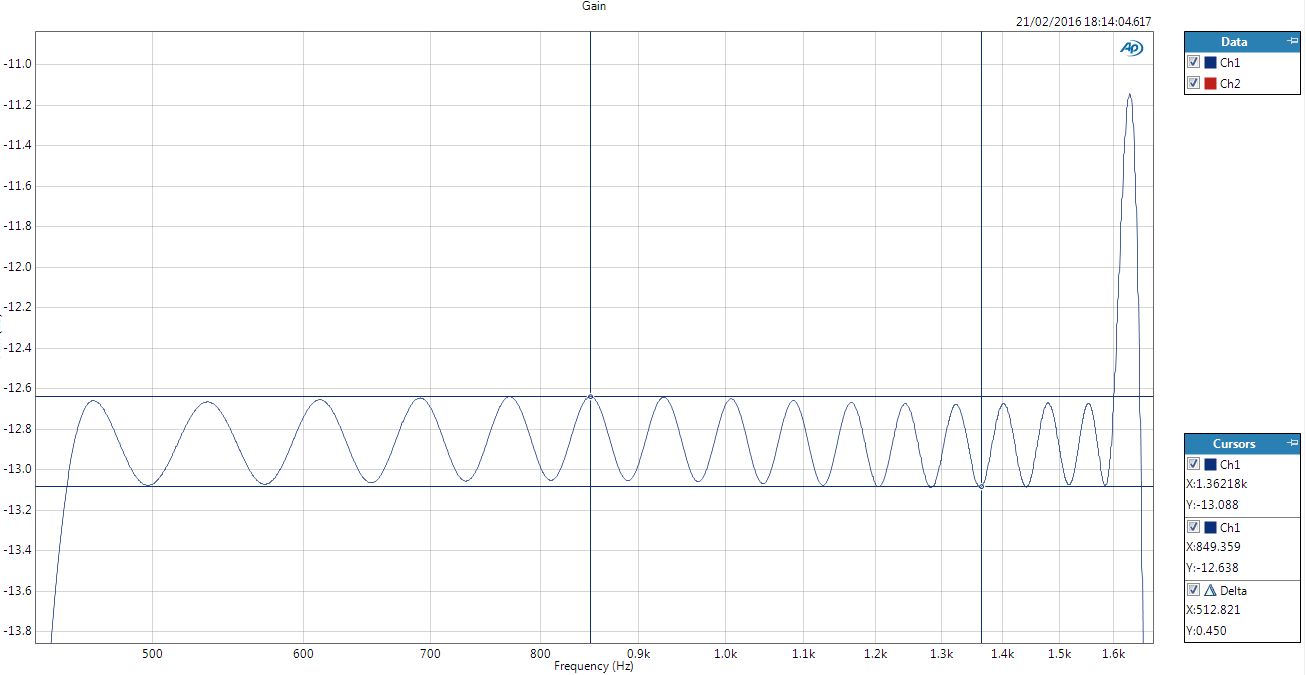 Gain
21/02/2016 18:14:04.617
AP
-11.0
-11.2
-11.4
-11.6
-11.8
-12.0
-12.2
-12.4
-12.6
-12.8
-13.0
-13.2
-13.4
-13.6
-13.8
500 600 700 800 0.9k 1.0k 1.1k 1.2k 1.3k 1.4k 1.5k 1.6k
Frequency (Hz)
Data
Ch1
Ch2
Cursors
Ch1
X:1.36218k
Y:-13.088
Ch1
X:849.359
Y:-12.638
Delta
X:512.821
Y:0.450